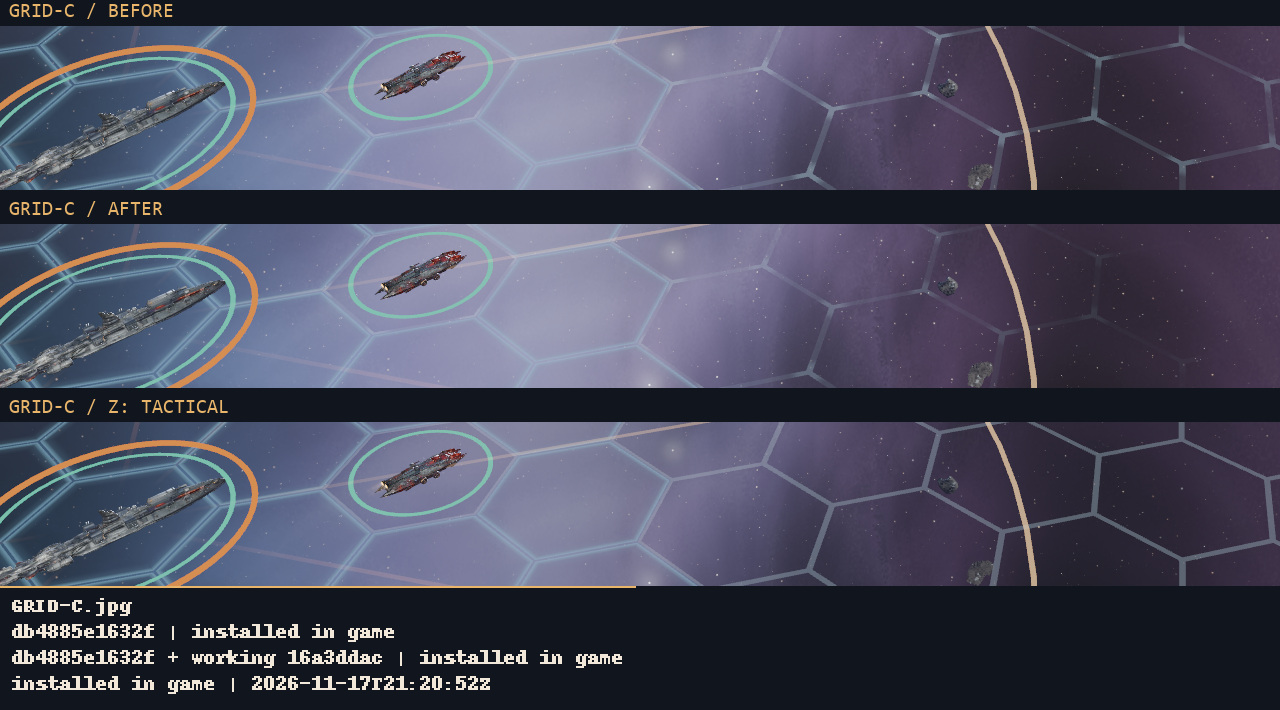 GRID-C / BEFORE
GRID-C / AFTER
GRID-C / Z: TACTICAL
GRID-C.jpg
db4885e1632f | installed in game
db4885e1632f + working 16a3ddac | installed in game
installed in game | 2026-11-17T21:20:52Z